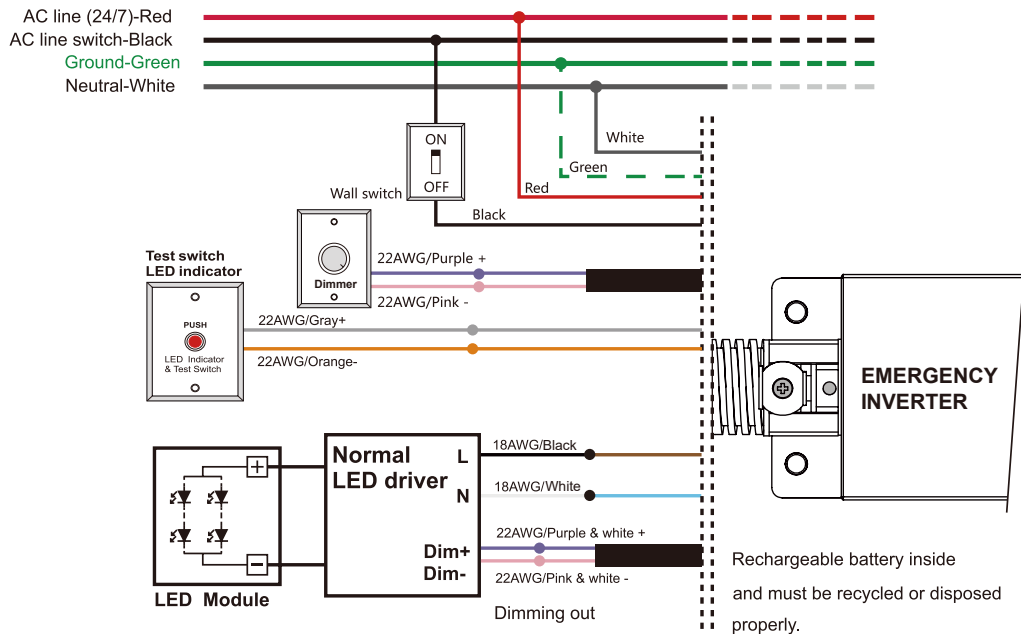 AC line (24/7)-Red
AC line switch-Black
Ground-Green
Neutral-White
ON
OFF
Wall switch
White
Green
Red
Black
Dimmer
22AWG/Purple +
22AWG/Pink -
Test switch
LED indicator
PUSH
LED Indicator
& Test Switch
22AWG/Gray+
22AWG/Orange-
EMERGENCY
INVERTER
Normal
LED driver
L
N
Dim+
Dim-
18AWG/Black
18AWG/White
22AWG/Purple & white +
22AWG/Pink & white -
Dimming out
+
−
LED Module
Rechargeable battery inside
and must be recycled or disposed
properly.